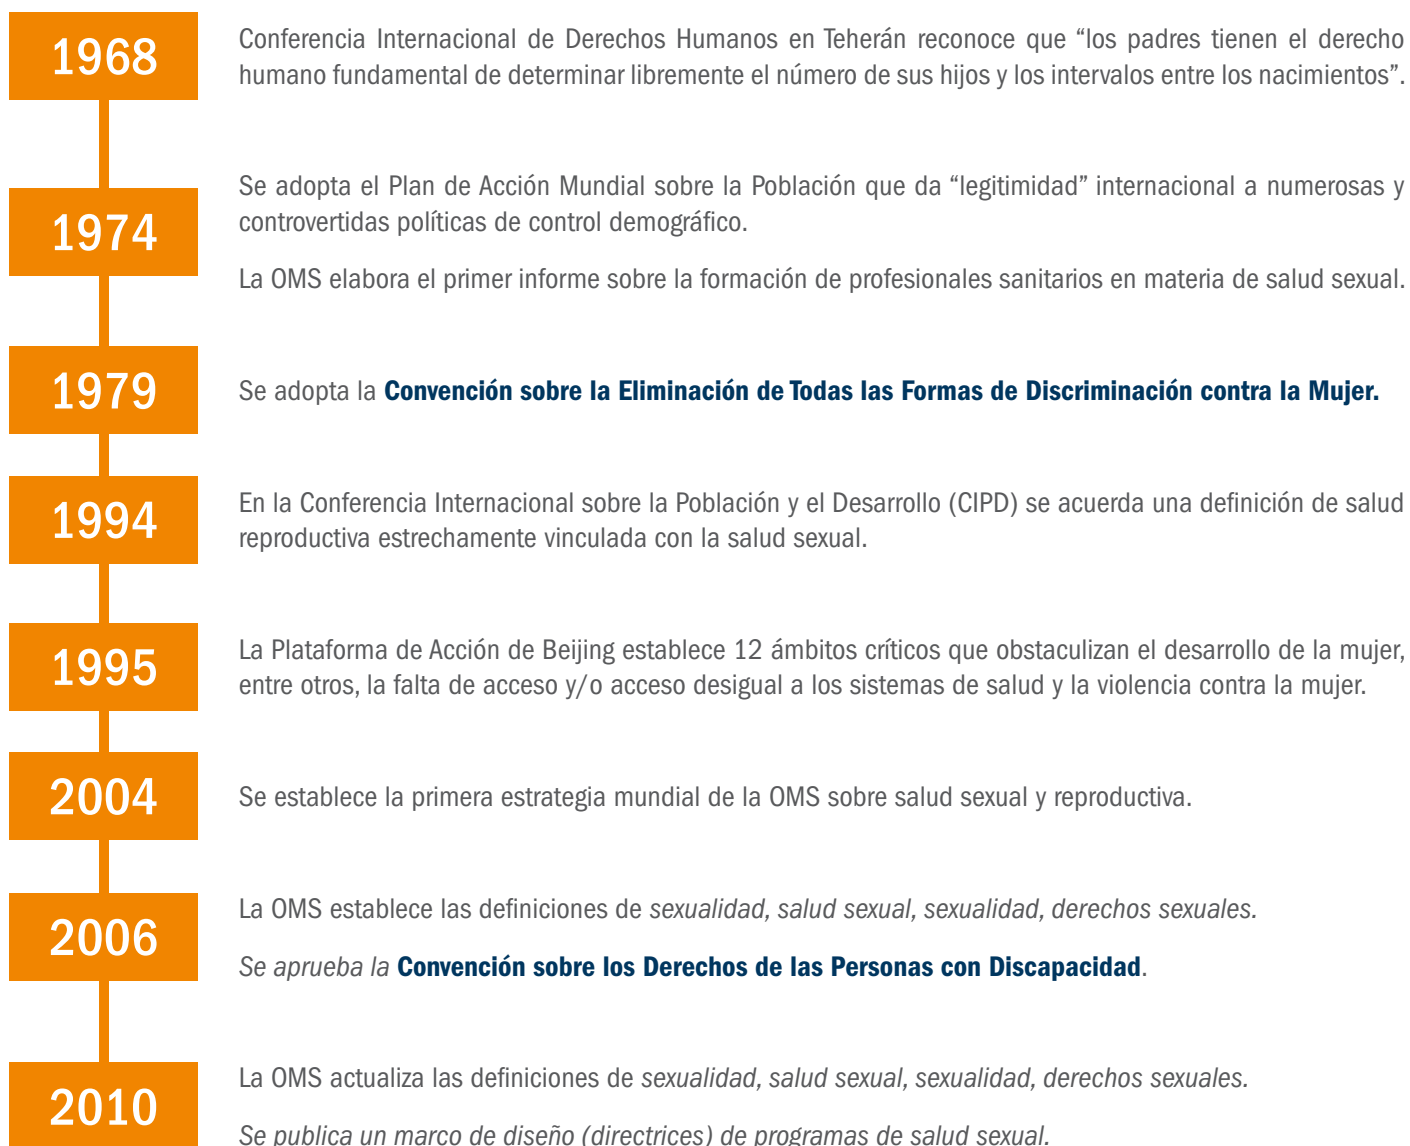 1968
Conferencia Internacional de Derechos Humanos en Teherán reconoce que “los padres tienen el derecho
humano fundamental de determinar libremente el número de sus hijos y los intervalos entre los nacimientos”.
1974
Se adopta el Plan de Acción Mundial sobre la Población que da “legitimidad” internacional a numerosas y
controvertidas políticas de control demográfico.
La OMS elabora el primer informe sobre la formación de profesionales sanitarios en materia de salud sexual.
1979
Se adopta la Convención sobre la Eliminación de Todas las Formas de Discriminación contra la Mujer.
1994
En la Conferencia Internacional sobre la Población y el Desarrollo (CIPD) se acuerda una definición de salud
reproductiva estrechamente vinculada con la salud sexual.
1995
La Plataforma de Acción de Beijing establece 12 ámbitos críticos que obstaculizan el desarrollo de la mujer,
entre otros, la falta de acceso y/o acceso desigual a los sistemas de salud y la violencia contra la mujer.
2004
Se establece la primera estrategia mundial de la OMS sobre salud sexual y reproductiva.
2006
La OMS establece las definiciones de sexualidad, salud sexual, sexualidad, derechos sexuales.
Se aprueba la Convención sobre los Derechos de las Personas con Discapacidad.
2010
La OMS actualiza las definiciones de sexualidad, salud sexual, sexualidad, derechos sexuales.
Se publica un marco de diseño (directrices) de programas de salud sexual.